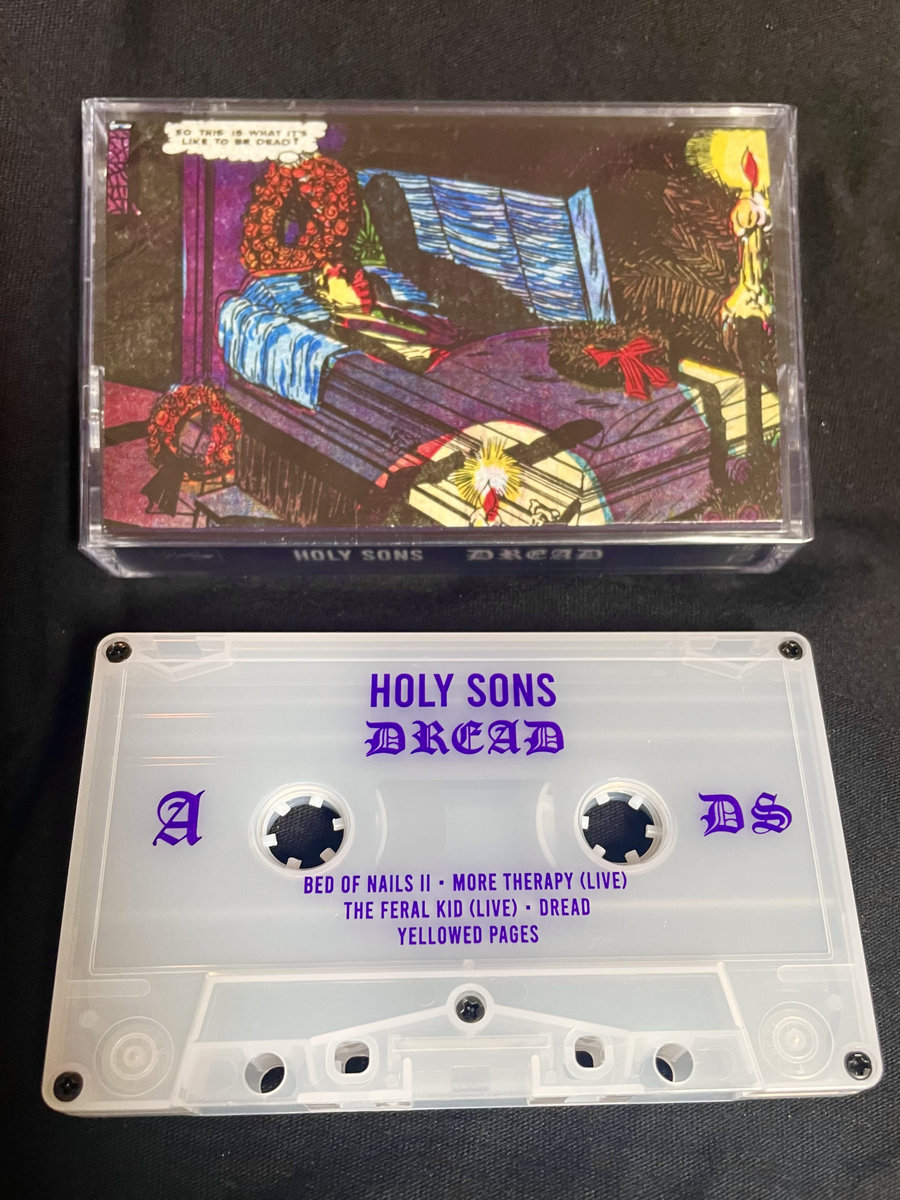 SO THIS IS WHAT IT'S
LIKE TO BE DEAD!
HOLY SONS DREAD
HOLY SONS
DREAD
A
DS
BED OF NAILS II • MORE THERAPY (LIVE)
THE FERAL KID (LIVE) • DREAD
YELLOWED PAGES